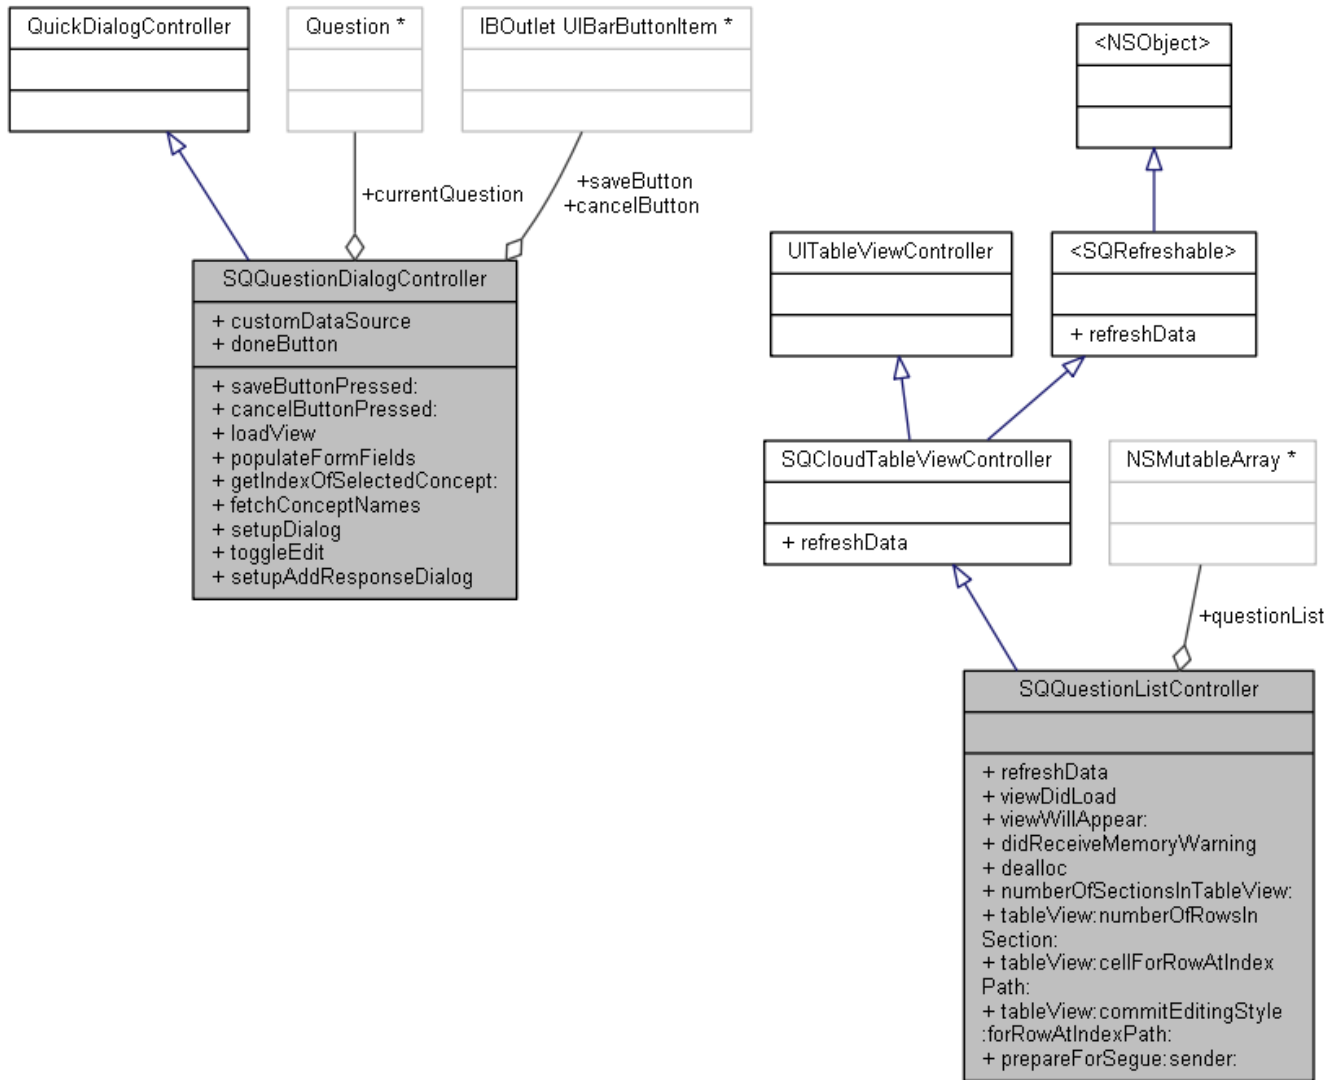 QuickDialogController
Question *
IBOutlet UIBarButtonItem *
+currentQuestion
+saveButton
+cancelButton
SQQuestionDialogController
+ customDataSource
+ doneButton
+ saveButtonPressed:
+ cancelButtonPressed:
+ loadView
+ populateFormFields
+ getIndexOfSelectedConcept:
+ fetchConceptNames
+ setupDialog
+ toggleEdit
+ setupAddResponseDialog
<NSObject>
UITableViewController
<SQRefreshable>
+ refreshData
SQCloudTableViewController
+ refreshData
NSMutableArray *
+questionList
SQQuestionListController
+ refreshData
+ viewDidLoad
+ viewWillAppear:
+ didReceiveMemoryWarning
+ dealloc
+ numberOfSectionsInTableView:
+ tableView:numberOfRowsIn
Section:
+ tableView:cellForRowAtIndex
Path:
+ tableView:commitEditingStyle
:forRowAtIndexPath:
+ prepareForSegue:sender: